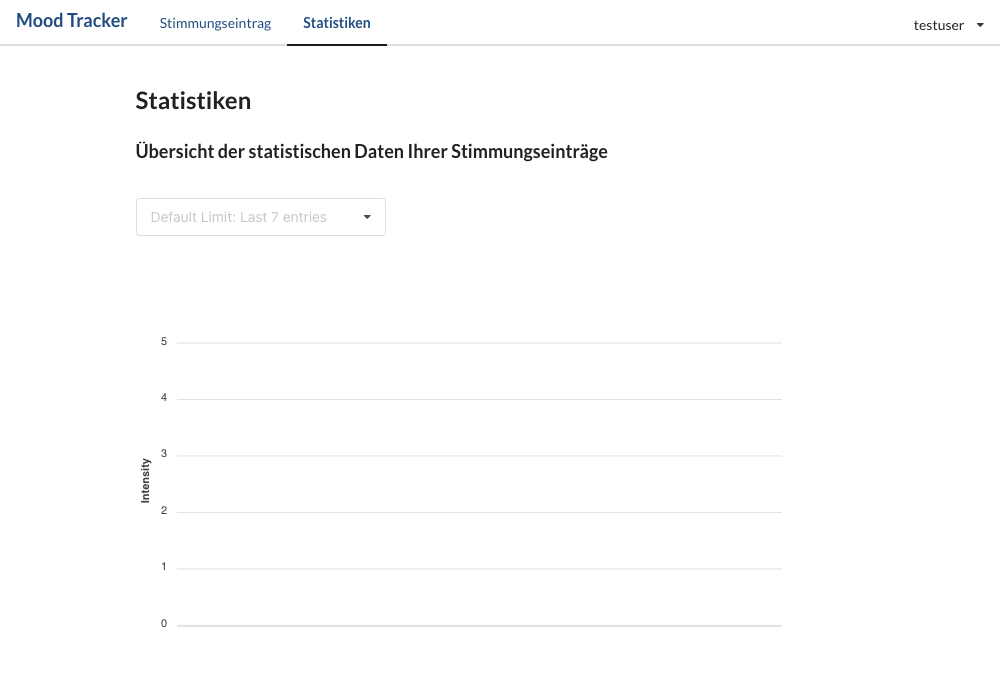 Mood Tracker
Stimmungseintrag
Statistiken
testuser
Statistiken
Übersicht der statistischen Daten Ihrer Stimmungseinträge
Default Limit: Last 7 entries
5
4
3
2
1
0
Intensity